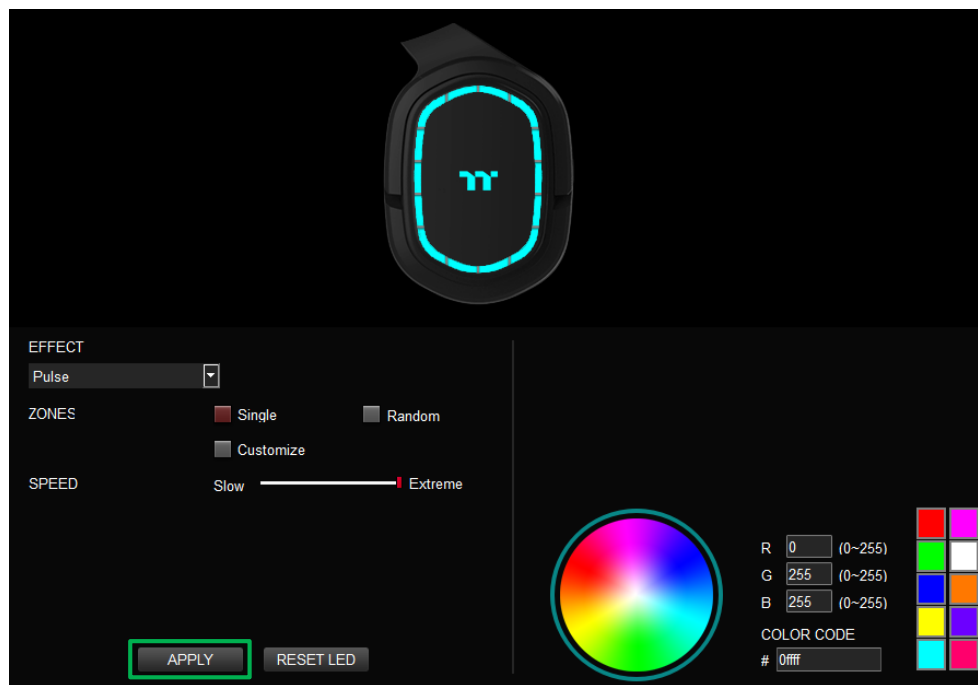 EFFECT
Pulse
ZONES
Single
Random
Customize
SPEED
Slow
Extreme
APPLY
RESET LED
R 0 (0~255)
G 255 (0~255)
B 255 (0~255)
COLOR CODE
# 0ffff